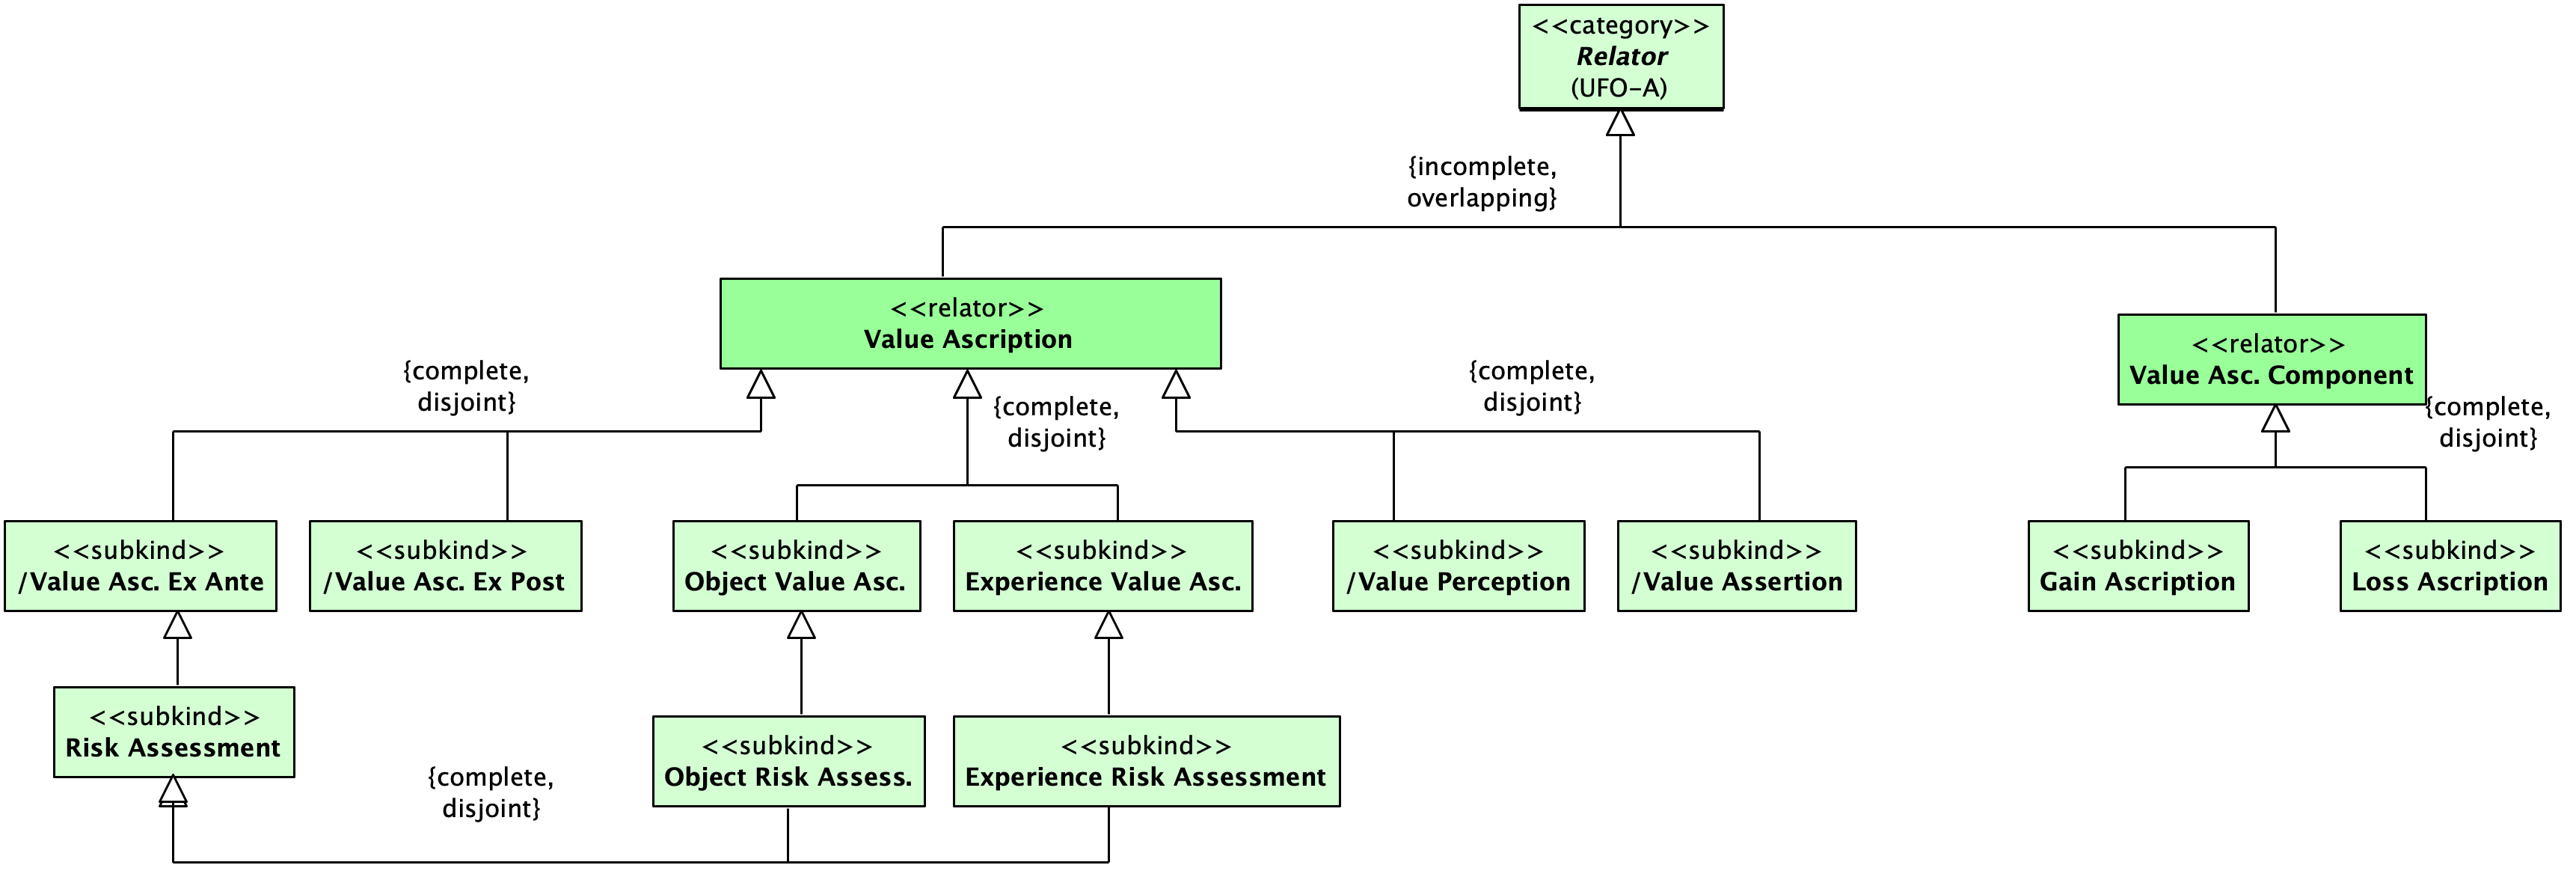 <<category>>
Relator
(UFO-A)
{incomplete,
overlapping}
<<relator>>
Value Ascription
<<relator>>
Value Asc. Component
{complete,
disjoint}
{complete,
disjoint}
{complete,
disjoint}
{complete,
disjoint}
<<subkind>>
/Value Asc. Ex Ante
<<subkind>>
/Value Asc. Ex Post
<<subkind>>
Object Value Asc.
<<subkind>>
Experience Value Asc.
<<subkind>>
/Value Perception
<<subkind>>
/Value Assertion
<<subkind>>
Gain Ascription
<<subkind>>
Loss Ascription
<<subkind>>
Risk Assessment
<<subkind>>
Object Risk Assess.
<<subkind>>
Experience Risk Assessment
{complete,
disjoint}